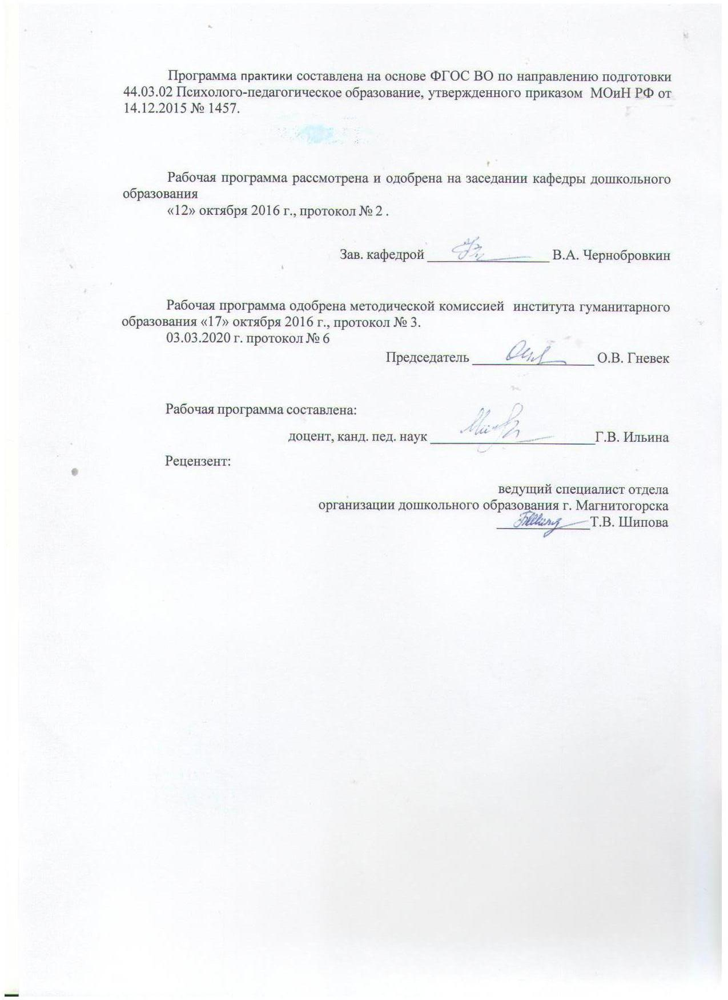 Программа практики составлена на основе ФГОС ВО по направлению подготовки
44.03.02 Психолого-педагогическое образование, утвержденного приказом МОиН РФ от
14.12.2015 № 1457.
Рабочая программа рассмотрена и одобрена на заседании кафедры дошкольного
образования
«12» октября 2016 г., протокол № 2 .
Зав. кафедрой _________________ В.А. Чернобровкин
Рабочая программа одобрена методической комиссией института гуманитарного
образования «17» октября 2016 г., протокол № 3.
03.03.2020 г. протокол № 6
Председатель _________________ О.В. Гневек
Рабочая программа составлена:
доцент, канд. пед. наук _______________________Г.В. Ильина
Рецензент:
ведущий специалист отдела
организации дошкольного образования г. Магнитогорска
_____________Т.В. Шипова